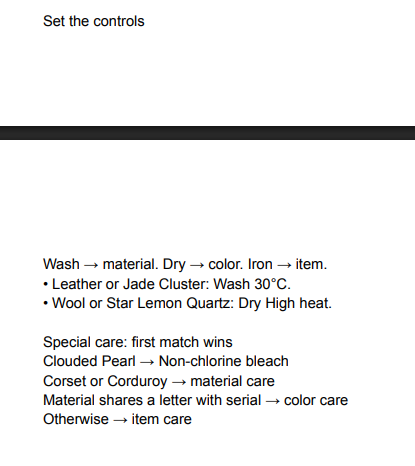 Set the controls
Wash → material. Dry → color. Iron → item.
• Leather or Jade Cluster: Wash 30°C.
• Wool or Star Lemon Quartz: Dry High heat.
Special care: first match wins
Clouded Pearl → Non-chlorine bleach
Corset or Corduroy → material care
Material shares a letter with serial → color care
Otherwise → item care